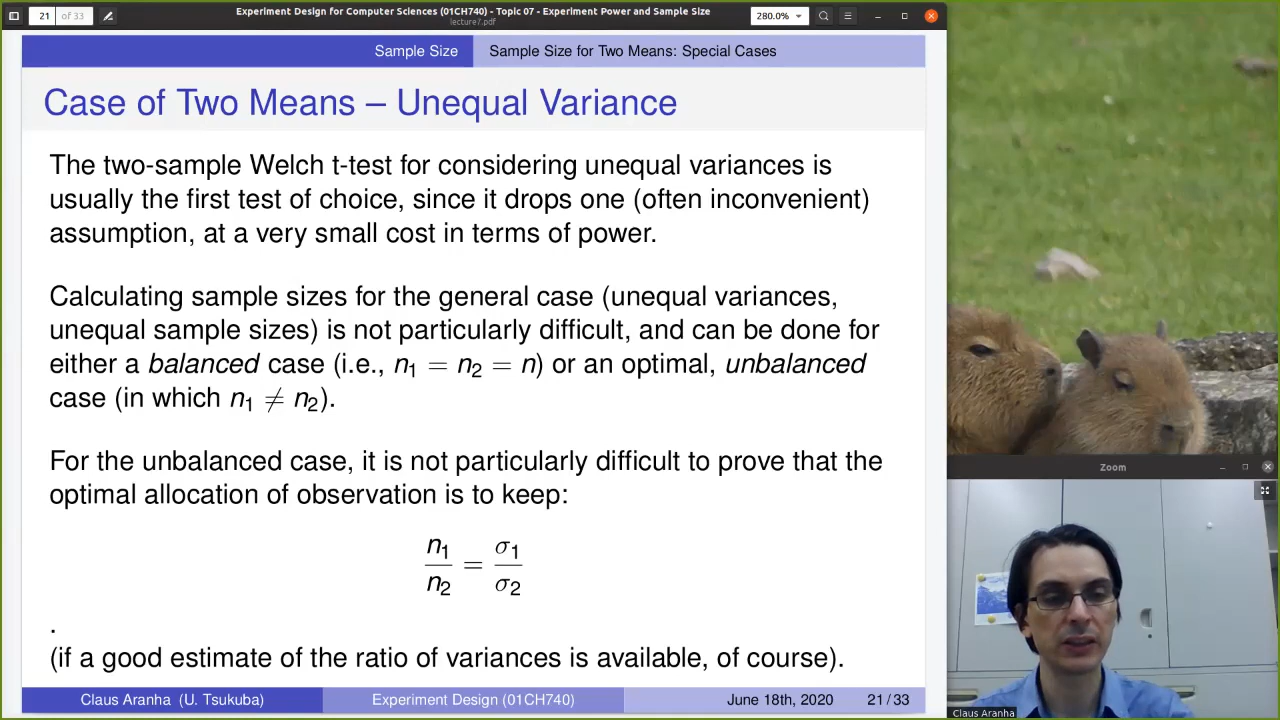 21 of 33
Experiment Design for Computer Sciences (01CH740) - Topic 07 - Experiment Power and Sample Size
lecture7.pdf
280.0%
Sample Size
Sample Size for Two Means: Special Cases
Case of Two Means – Unequal Variance
The two-sample Welch t-test for considering unequal variances is
usually the first test of choice, since it drops one (often inconvenient)
assumption, at a very small cost in terms of power.
Calculating sample sizes for the general case (unequal variances,
unequal sample sizes) is not particularly difficult, and can be done for
either a balanced case (i.e., n₁ = n₂ = n) or an optimal, unbalanced
case (in which n₁ ≠ n₂).
For the unbalanced case, it is not particularly difficult to prove that the
optimal allocation of observation is to keep:
n₁/n₂ = σ₁/σ₂
.
(if a good estimate of the ratio of variances is available, of course).
Claus Aranha (U. Tsukuba)
Experiment Design (01CH740)
June 18th, 2020
21 / 33
Zoom
Claus Aranha